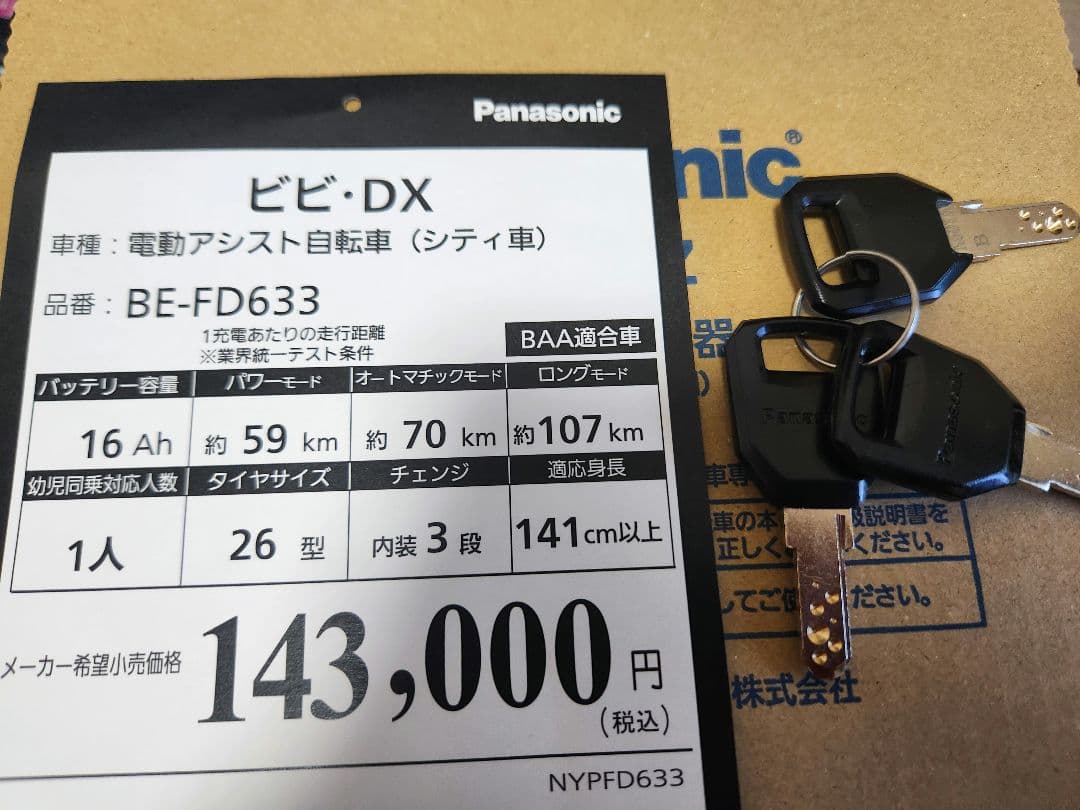 Panasonic
ビビ・DX
車種：電動アシスト自転車（シティ車）
品番：BE-FD633
1充電あたりの走行距離
※業界統一テスト条件
BAA適合車
バッテリー容量 パワーモード オートマチックモード ロングモード
16 Ah 約 59 km 約 70 km 約107km
幼児同乗対応人数 タイヤサイズ チェンジ 適応身長
1人 26 型 内装 3 段 141cm以上
メーカー希望小売価格 143,000 円
(税込)
NYPFD633
nic®
器
車専
車の本 扱説明書を
正しく ください。
してご使 ださい。
株式会社
B
Panasonic
Panasonic